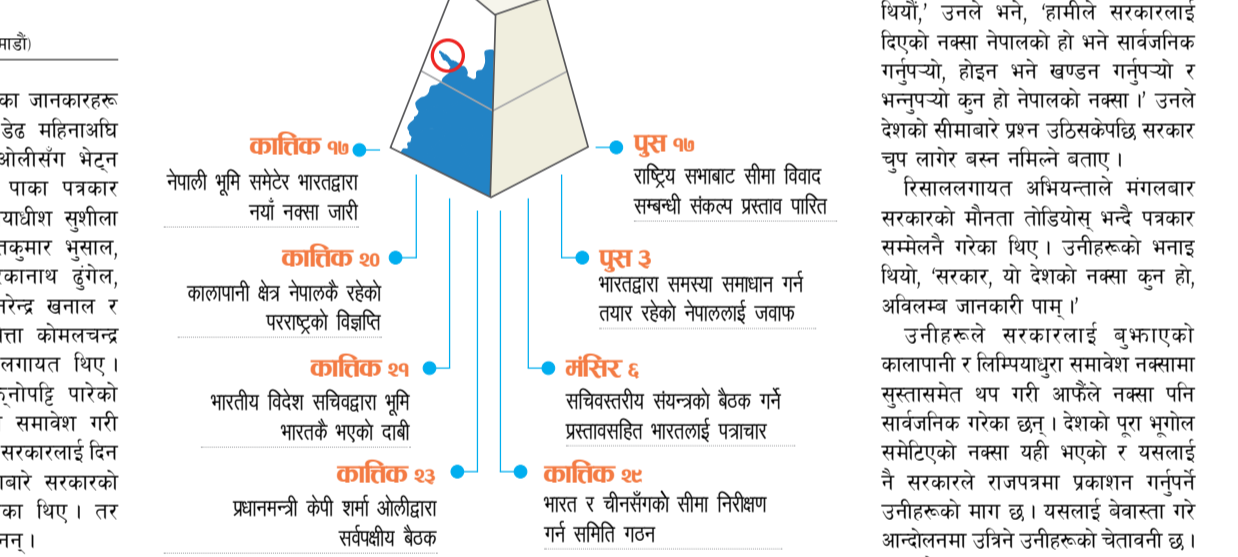 माडौं)
का जानकारहरू
डेढ महिनाअघि
ओलीसँग भेट्न
पाका पत्रकार
याधीश सुशीला
तकुमार भुसाल,
रकानाथ ढुंगेल,
नरेन्द्र खनाल र
त्ता कोमलचन्द्र
लगायत थिए ।
नोपट्टि पारेको
समावेश गरी
सरकारलाई दिन
बारे सरकारको
का थिए । तर
नन् ।
कात्तिक १७
नेपाली भूमि समेटेर भारतद्वारा
नयाँ नक्सा जारी
कात्तिक २०
कालापानी क्षेत्र नेपालकै रहेको
परराष्ट्रको विज्ञप्ति
कात्तिक २१
भारतीय विदेश सचिवद्वारा भूमि
भारतकै भएको दाबी
कात्तिक २३
प्रधानमन्त्री केपी शर्मा ओलीद्वारा
सर्वपक्षीय बैठक
पुस १७
राष्ट्रिय सभाबाट सीमा विवाद
सम्बन्धी संकल्प प्रस्ताव पारित
पुस ३
भारतद्वारा समस्या समाधान गर्न
तयार रहेको नेपाललाई जवाफ
मंसिर ६
सचिवस्तरीय संयन्त्रको बैठक गर्ने
प्रस्तावसहित भारतलाई पत्राचार
कात्तिक २९
भारत र चीनसँगको सीमा निरीक्षण
गर्न समिति गठन
थियौं,’ उनले भने, ‘हामीले सरकारलाई
दिएको नक्सा नेपालको हो भने सार्वजनिक
गर्नुपर्‍यो, होइन भने खण्डन गर्नुपर्‍यो र
भन्नुपर्‍यो कुन हो नेपालको नक्सा ।’ उनले
देशको सीमाबारे प्रश्न उठिसकेपछि सरकार
चुप लागेर बस्न नमिल्ने बताए ।
रिसाललगायत अभियन्ताले मंगलबार
सरकारको मौनता तोडियोस् भन्दै पत्रकार
सम्मेलनै गरेका थिए । उनीहरूको भनाइ
थियो, ‘सरकार, यो देशको नक्सा कुन हो,
अविलम्ब जानकारी पाम् ।’
उनीहरूले सरकारलाई बुझाएको
कालापानी र लिम्पियाधुरा समावेश नक्सामा
सुस्तासमेत थप गरी आफैंले नक्सा पनि
सार्वजनिक गरेका छन् । देशको पूरा भूगोल
समेटिएको नक्सा यही भएको र यसलाई
नै सरकारले राजपत्रमा प्रकाशन गर्नुपर्ने
उनीहरूको माग छ । यसलाई बेवास्ता गरे
आन्दोलनमा उत्रिने उनीहरूको चेतावनी छ ।